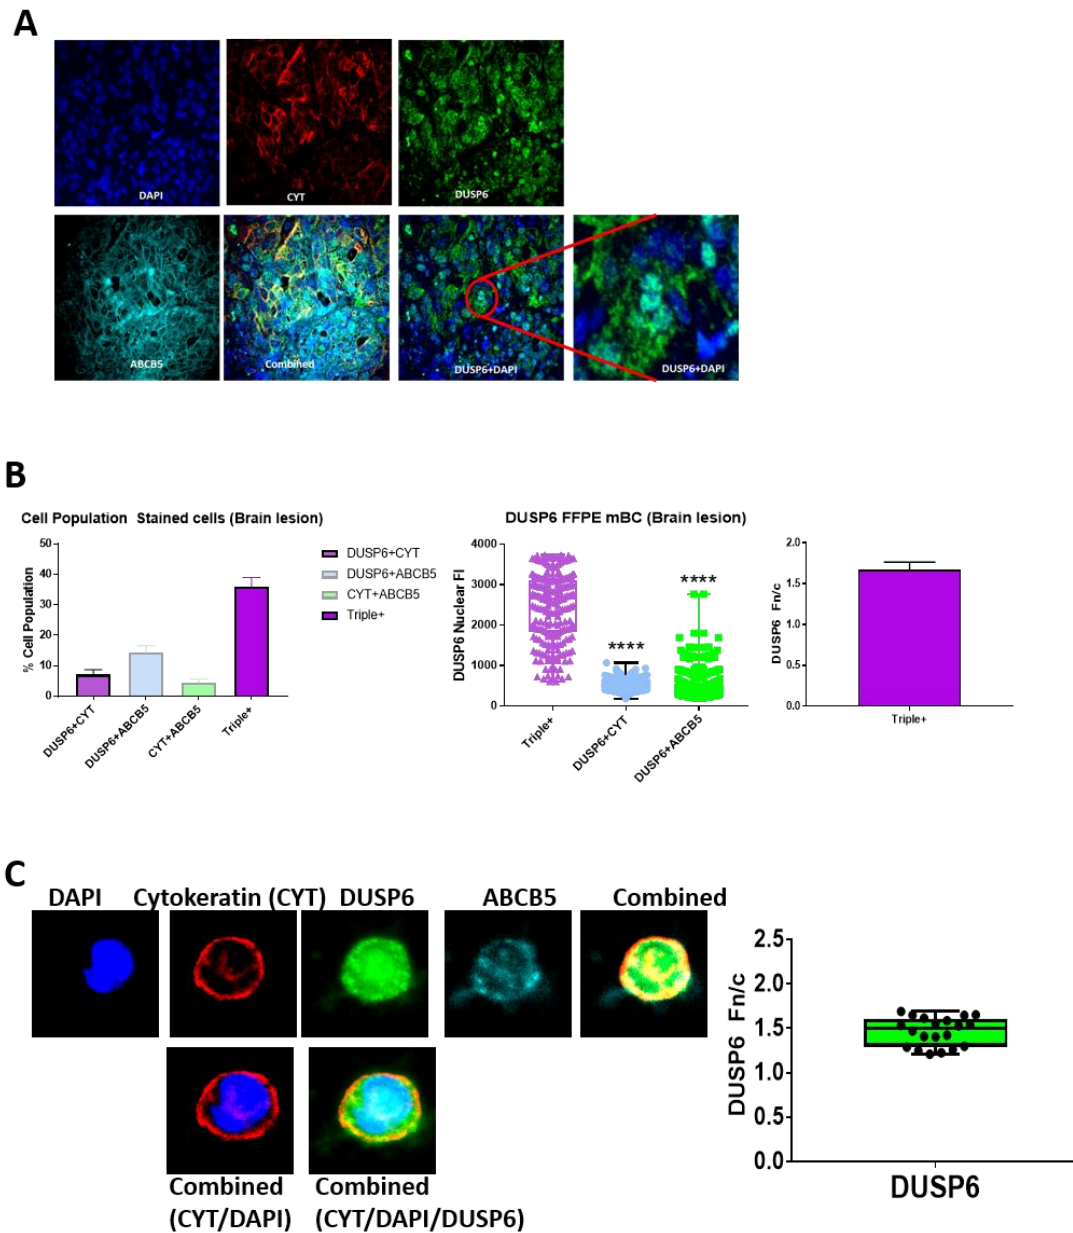 A
DAPI
CYT
DUSP6
ABCB5
Combined
DUSP6+DAPI
DUSP6+DAPI
B
Cell Population Stained cells (Brain lesion)
% Cell Population
50
40
30
20
10
0
DUSP6+CYT
DUSP6+ABCB5
CYT+ABCB5
Triple+
DUSP6+CYT
DUSP6+ABCB5
CYT+ABCB5
Triple+
DUSP6 FFPE mBC (Brain lesion)
DUSP6 Nuclear FI
4000
3000
2000
1000
0
****
****
Triple+
DUSP6+CYT
DUSP6+ABCB5
DUSP6 Fn/c
2.0
1.5
1.0
0.5
0.0
Triple+
C
DAPI
Cytokeratin (CYT)
DUSP6
ABCB5
Combined
Combined
(CYT/DAPI)
Combined
(CYT/DAPI/DUSP6)
DUSP6 Fn/c
2.5
2.0
1.5
1.0
0.5
0.0
DUSP6